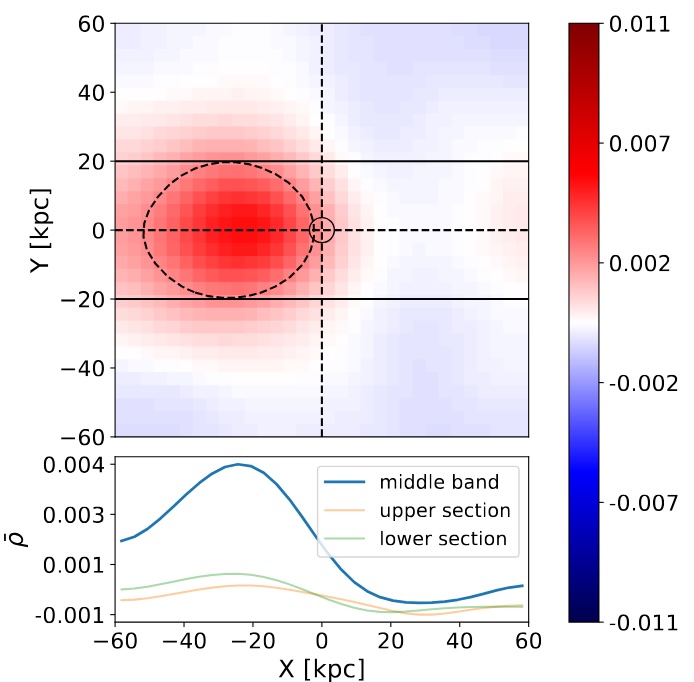 60
40
20
0
−20
−40
−60
Y [kpc]
0.011
0.007
0.002
-0.002
-0.007
-0.011
0.004
0.003
0.001
-0.001
ρ̄
middle band
upper section
lower section
−60 −40 −20 0 20 40 60
X [kpc]